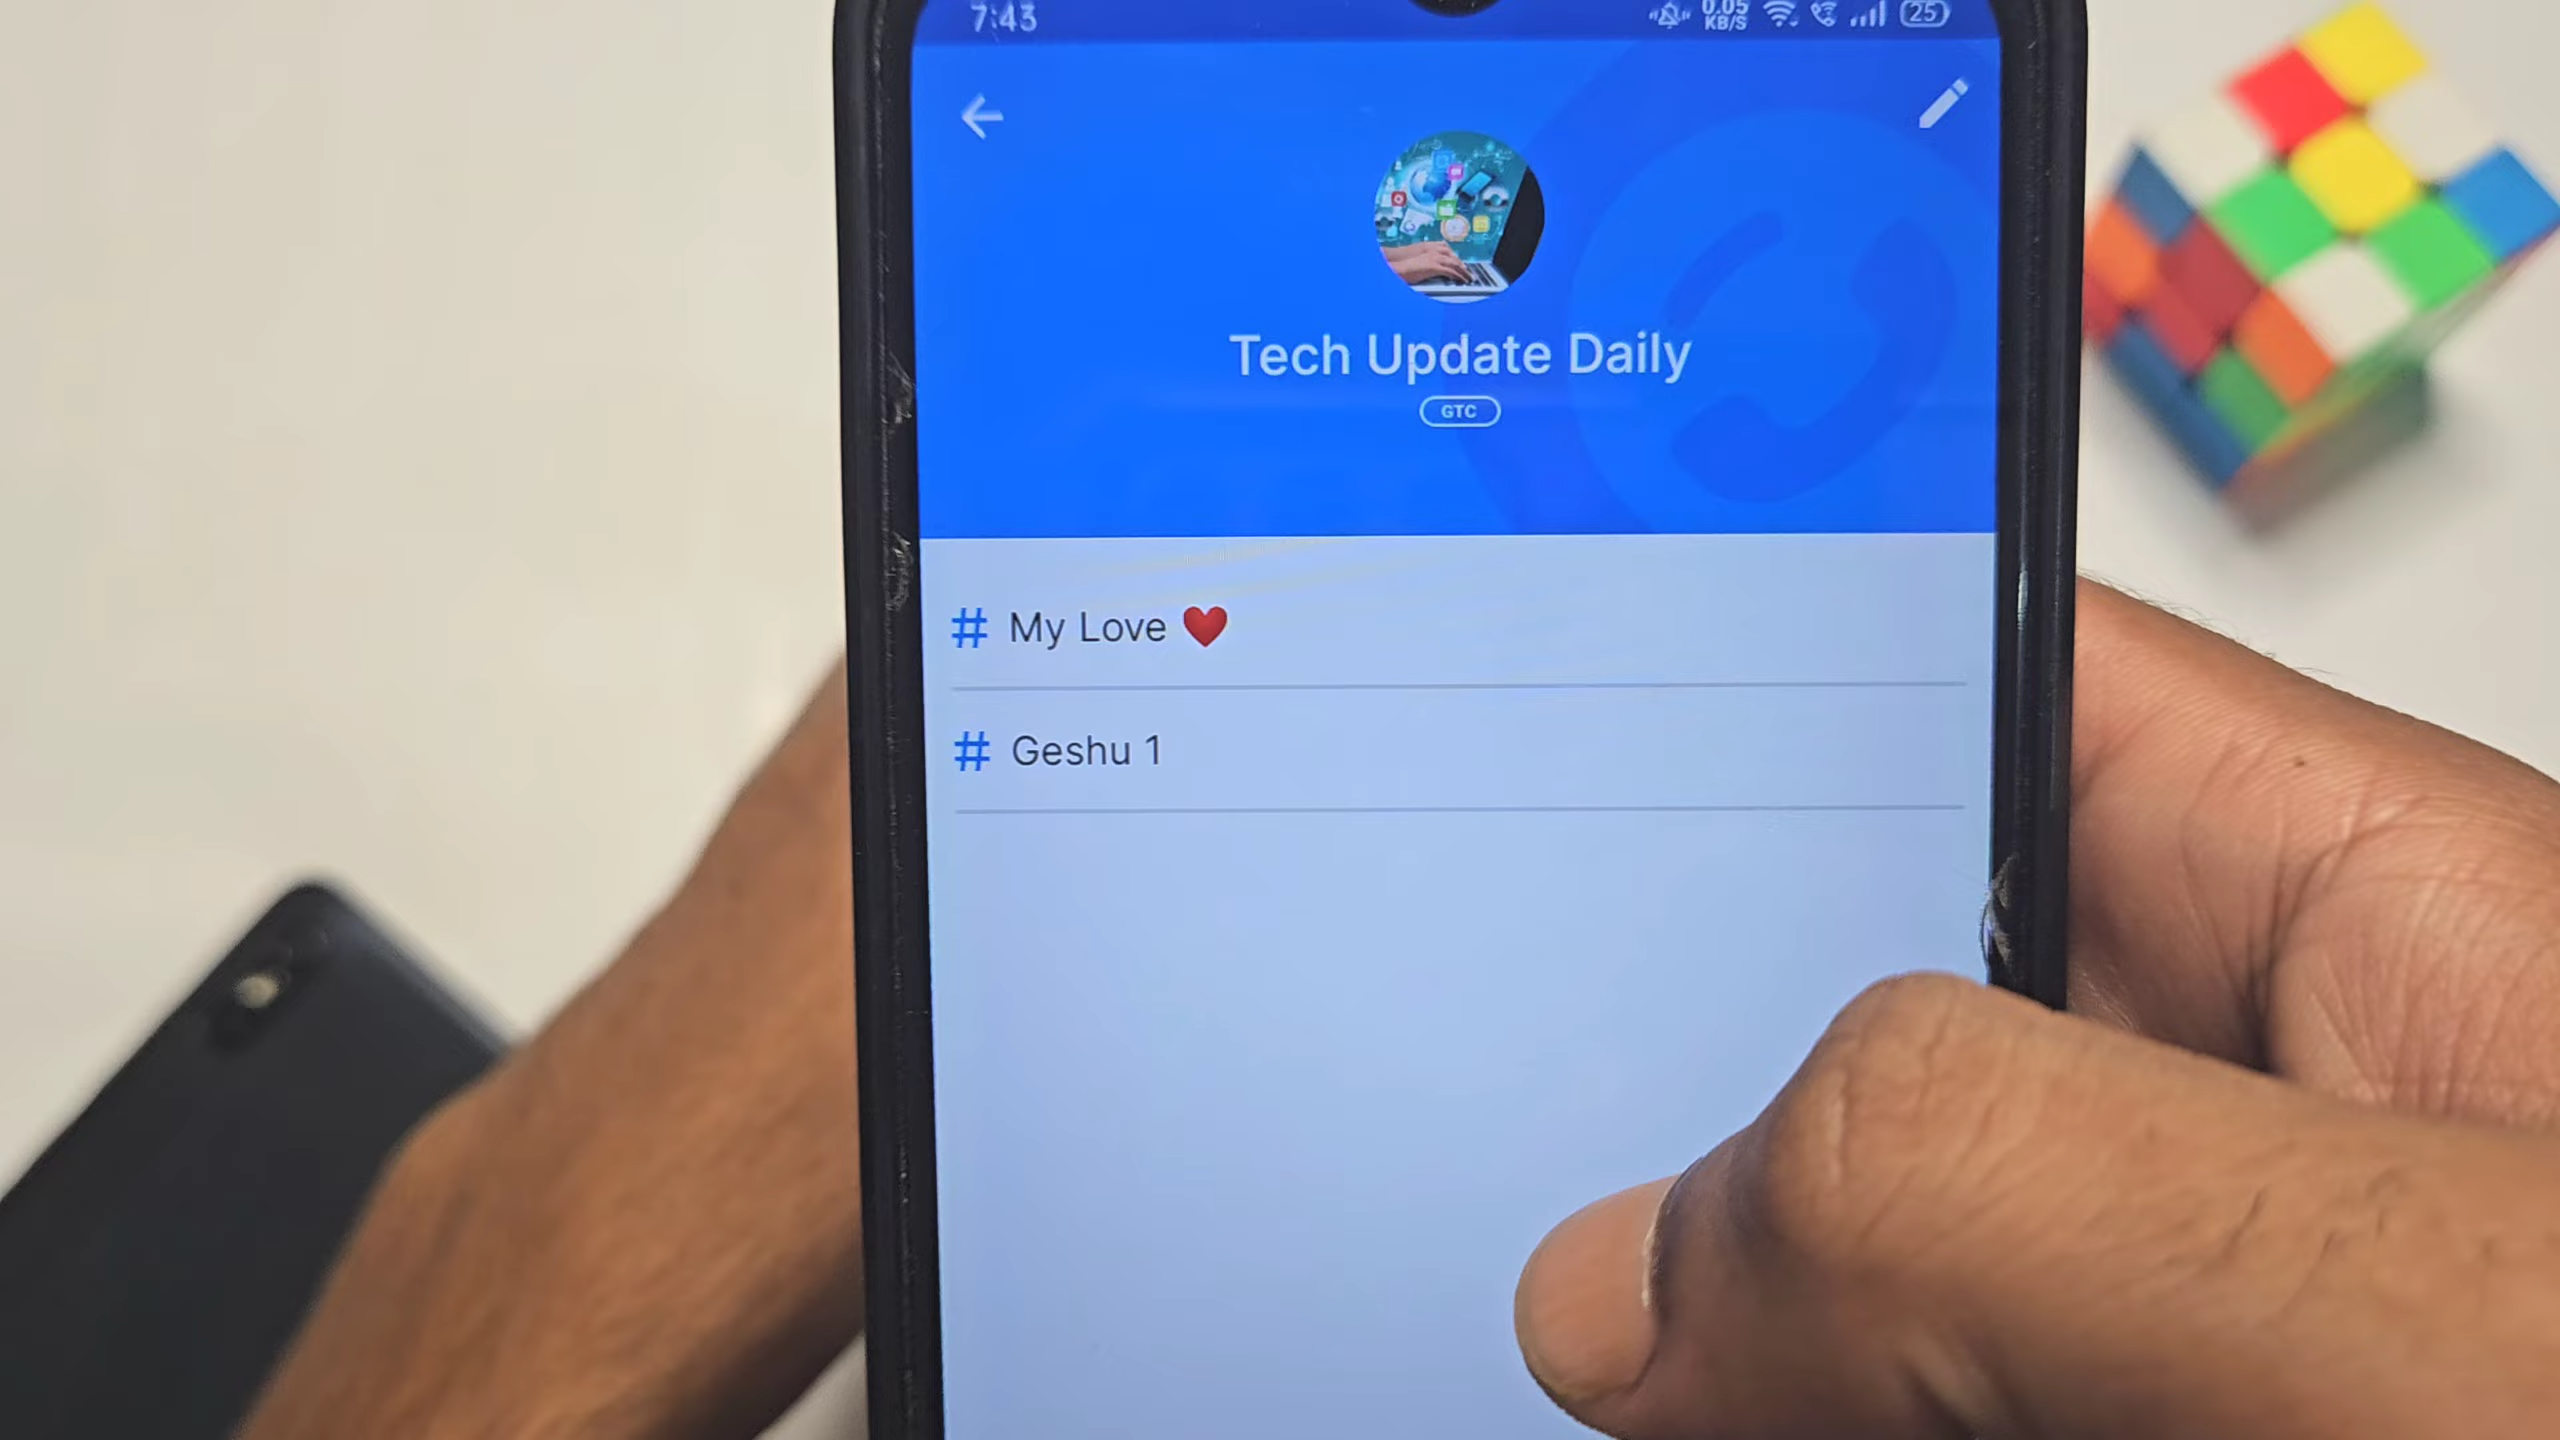 7:43
0.05
KB/S
25
Tech Update Daily
GTC
# My Love ❤️
# Geshu 1